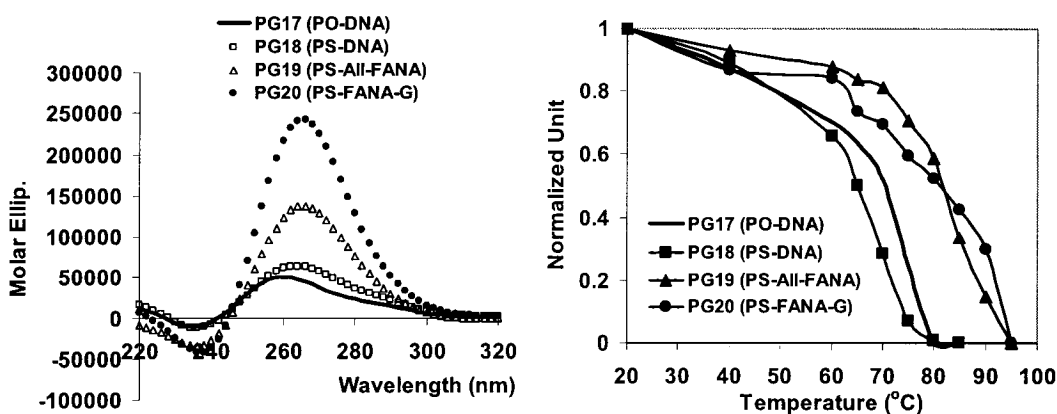 PG17 (PO-DNA)
PG18 (PS-DNA)
PG19 (PS-All-FANA)
PG20 (PS-FANA-G)
Molar Ellip.
300000
250000
200000
150000
100000
50000
0
-50000
-100000
220 240 260 280 300 320
Wavelength (nm)
Normalized Unit
1
0.8
0.6
0.4
0.2
0
PG17 (PO-DNA)
PG18 (PS-DNA)
PG19 (PS-All-FANA)
PG20 (PS-FANA-G)
20 30 40 50 60 70 80 90 100
Temperature (°C)